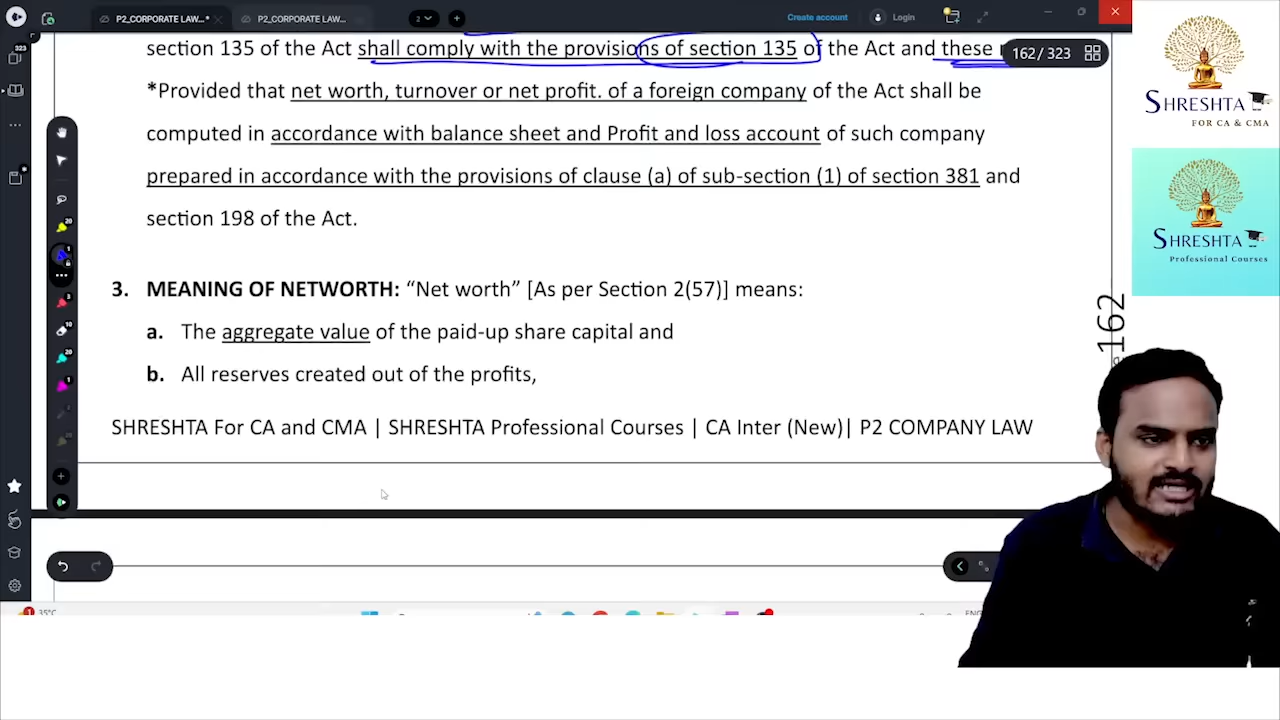 P2_CORPORATE LAW...*
P2_CORPORATE LAW...
2
Create account
Login
323
section 135 of the Act shall comply with the provisions of section 135 of the Act and these
162/323
*Provided that net worth, turnover or net profit. of a foreign company of the Act shall be
computed in accordance with balance sheet and Profit and loss account of such company
prepared in accordance with the provisions of clause (a) of sub-section (1) of section 381 and
section 198 of the Act.
3. MEANING OF NETWORTH: “Net worth” [As per Section 2(57)] means:
a. The aggregate value of the paid-up share capital and
b. All reserves created out of the profits,
SHRESHTA For CA and CMA | SHRESHTA Professional Courses | CA Inter (New)| P2 COMPANY LAW
162
SHRESHTA
FOR CA & CMA
SHRESHTA
Professional Courses
35°C
ENG